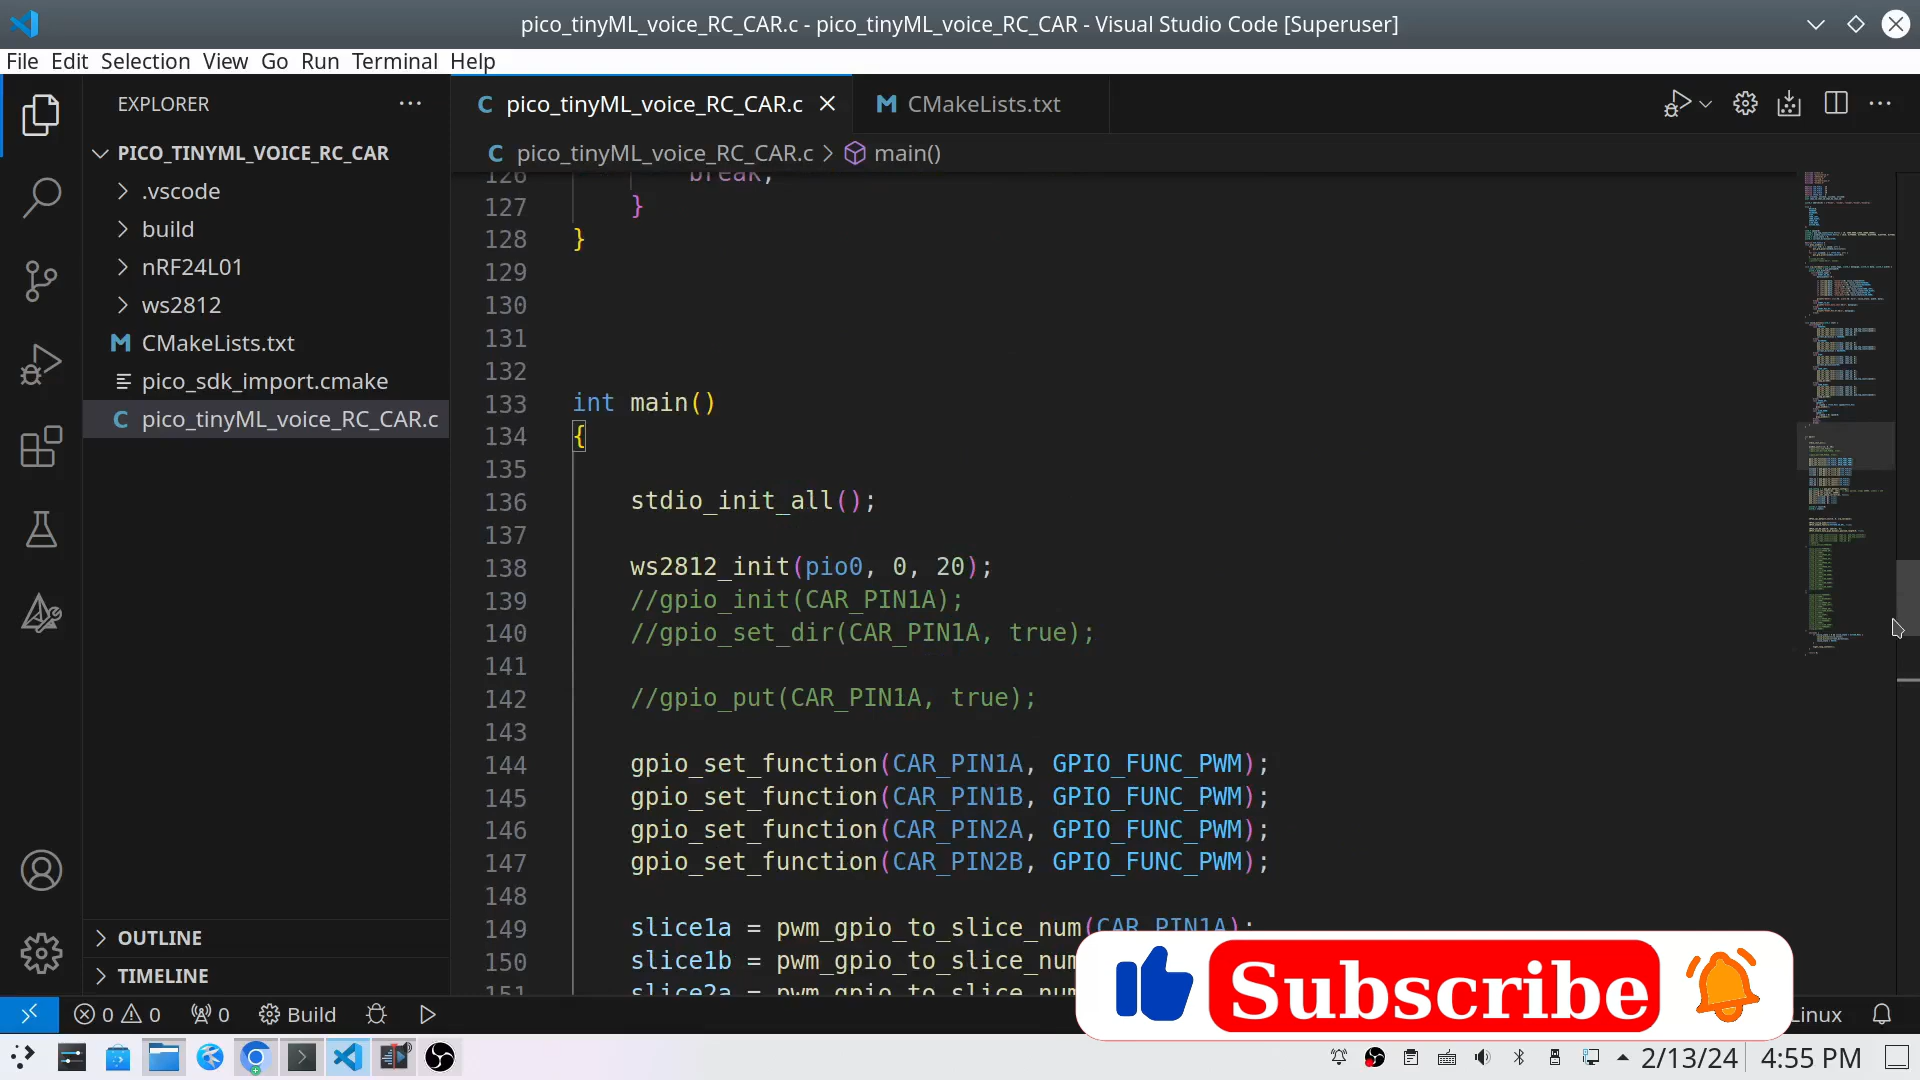 pico_tinyML_voice_RC_CAR.c - pico_tinyML_voice_RC_CAR - Visual Studio Code [Superuser]
File Edit Selection View Go Run Terminal Help
EXPLORER
PICO_TINYML_VOICE_RC_CAR
.vscode
build
nRF24L01
ws2812
CMakeLists.txt
pico_sdk_import.cmake
pico_tinyML_voice_RC_CAR.c
OUTLINE
TIMELINE
pico_tinyML_voice_RC_CAR.c
CMakeLists.txt
pico_tinyML_voice_RC_CAR.c > main()
126 break;
127 }
128 }
129
130
131
132
133 int main()
134 {
135
136 stdio_init_all();
137
138 ws2812_init(pio0, 0, 20);
139 //gpio_init(CAR_PIN1A);
140 //gpio_set_dir(CAR_PIN1A, true);
141
142 //gpio_put(CAR_PIN1A, true);
143
144 gpio_set_function(CAR_PIN1A, GPIO_FUNC_PWM);
145 gpio_set_function(CAR_PIN1B, GPIO_FUNC_PWM);
146 gpio_set_function(CAR_PIN2A, GPIO_FUNC_PWM);
147 gpio_set_function(CAR_PIN2B, GPIO_FUNC_PWM);
148
149 slice1a = pwm_gpio_to_slice_num(CAR_PIN1A);
150 slice1b = pwm_gpio_to_slice_num
151 slice2a = pwm_gpio_to_slice_num
Subscribe
0 0 0 Build
Linux
2/13/24 4:55 PM